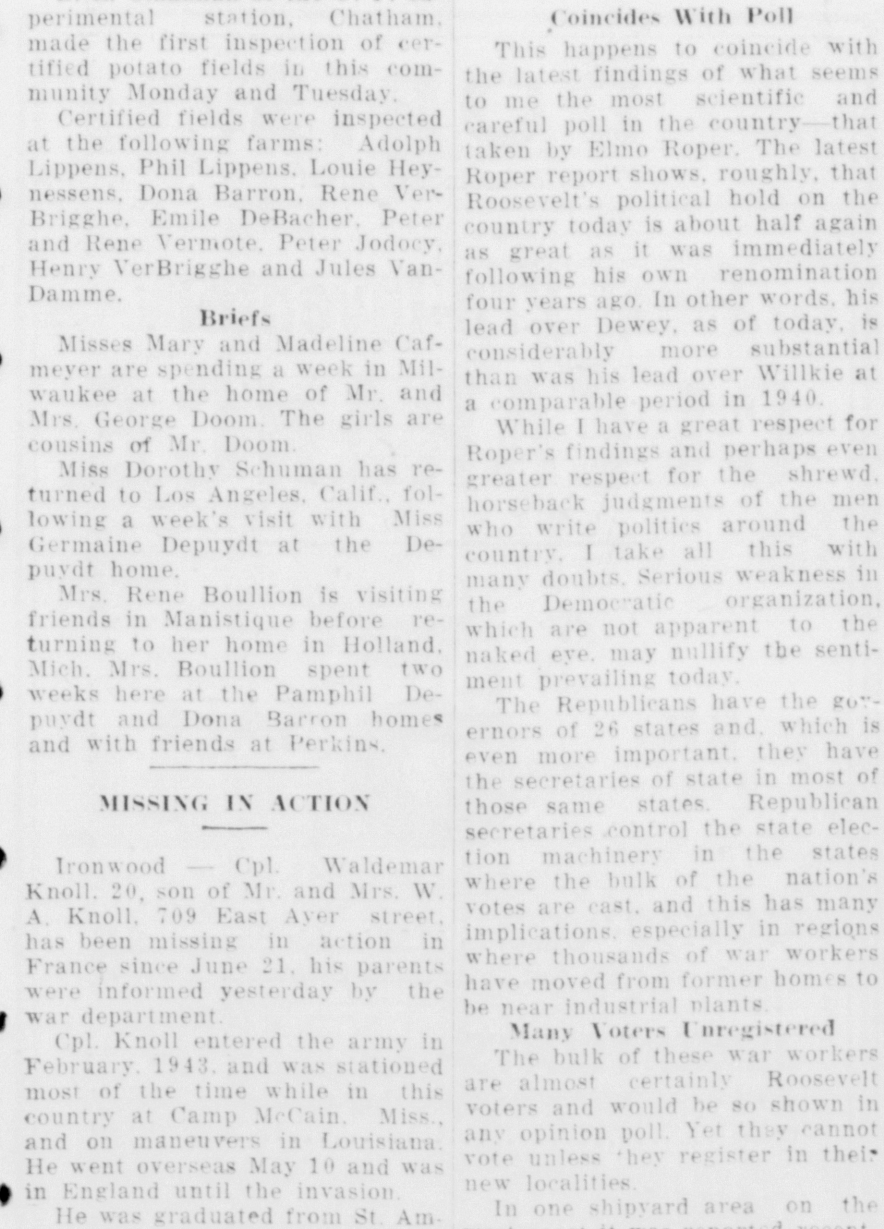 perimental station, Chatham,
made the first inspection of cer-
tified potato fields in this com-
munity Monday and Tuesday.
Certified fields were inspected
at the following farms: Adolph
Lippens, Phil Lippens, Louie Hey-
nessens, Dona Barron, Rene Ver-
Brigghe, Emile DeBacher, Peter
and Rene Vermote, Peter Jodocy,
Henry VerBrigghe and Jules Van-
Damme.
Briefs
Misses Mary and Madeline Caf-
meyer are spending a week in Mil-
waukee at the home of Mr. and
Mrs. George Doom. The girls are
cousins of Mr. Doom.
Miss Dorothy Schuman has re-
turned to Los Angeles, Calif., fol-
lowing a week's visit with Miss
Germaine Depuydt at the De-
puydt home.
Mrs. Rene Boullion is visiting
friends in Manistique before re-
turning to her home in Holland,
Mich. Mrs. Boullion spent two
weeks here at the Pamphil De-
puydt and Dona Barron homes
and with friends at Perkins.
MISSING IN ACTION
Ironwood — Cpl. Waldemar
Knoll, 20, son of Mr. and Mrs. W.
A. Knoll, 709 East Ayer street,
has been missing in action in
France since June 21, his parents
were informed yesterday by the
war department.
Cpl. Knoll entered the army in
February, 1943, and was stationed
most of the time while in this
country at Camp McCain, Miss.,
and on maneuvers in Louisiana.
He went overseas May 10 and was
in England until the invasion.
He was graduated from St. Am-
Coincides With Poll
This happens to coincide with
the latest findings of what seems
to me the most scientific and
careful poll in the country—that
taken by Elmo Roper. The latest
Roper report shows, roughly, that
Roosevelt's political hold on the
country today is about half again
as great as it was immediately
following his own renomination
four years ago. In other words, his
lead over Dewey, as of today, is
considerably more substantial
than was his lead over Willkie at
a comparable period in 1940.
While I have a great respect for
Roper's findings and perhaps even
greater respect for the shrewd,
horseback judgments of the men
who write politics around the
country, I take all this with
many doubts. Serious weakness in
the Democratic organization,
which are not apparent to the
naked eye, may nullify the senti-
ment prevailing today.
The Republicans have the gov-
ernors of 26 states and, which is
even more important, they have
the secretaries of state in most of
those same states. Republican
secretaries control the state elec-
tion machinery in the states
where the bulk of the nation's
votes are cast, and this has many
implications, especially in regions
where thousands of war workers
have moved from former homes to
be near industrial plants.
Many Voters Unregistered
The bulk of these war workers
are almost certainly Roosevelt
voters and would be so shown in
any opinion poll. Yet they cannot
vote unless they register in their
new localities.
In one shipyard area on the